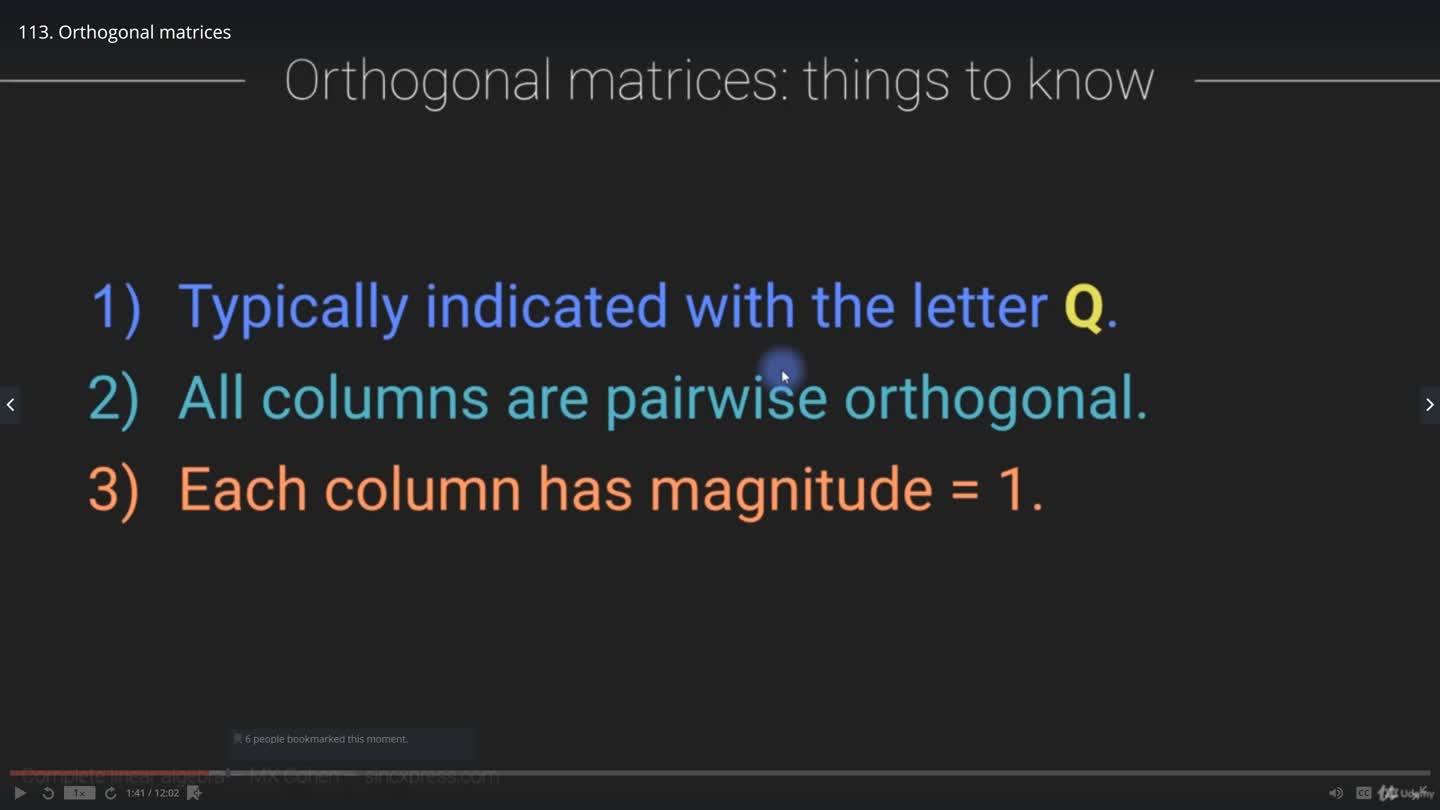 113. Orthogonal matrices
Orthogonal matrices: things to know
1) Typically indicated with the letter Q.
2) All columns are pairwise orthogonal.
3) Each column has magnitude = 1.
6 people bookmarked this moment.
Complete linear algebra — MX Cohen — sincxpress.com
1x 1:41 / 12:02 CC Udemy